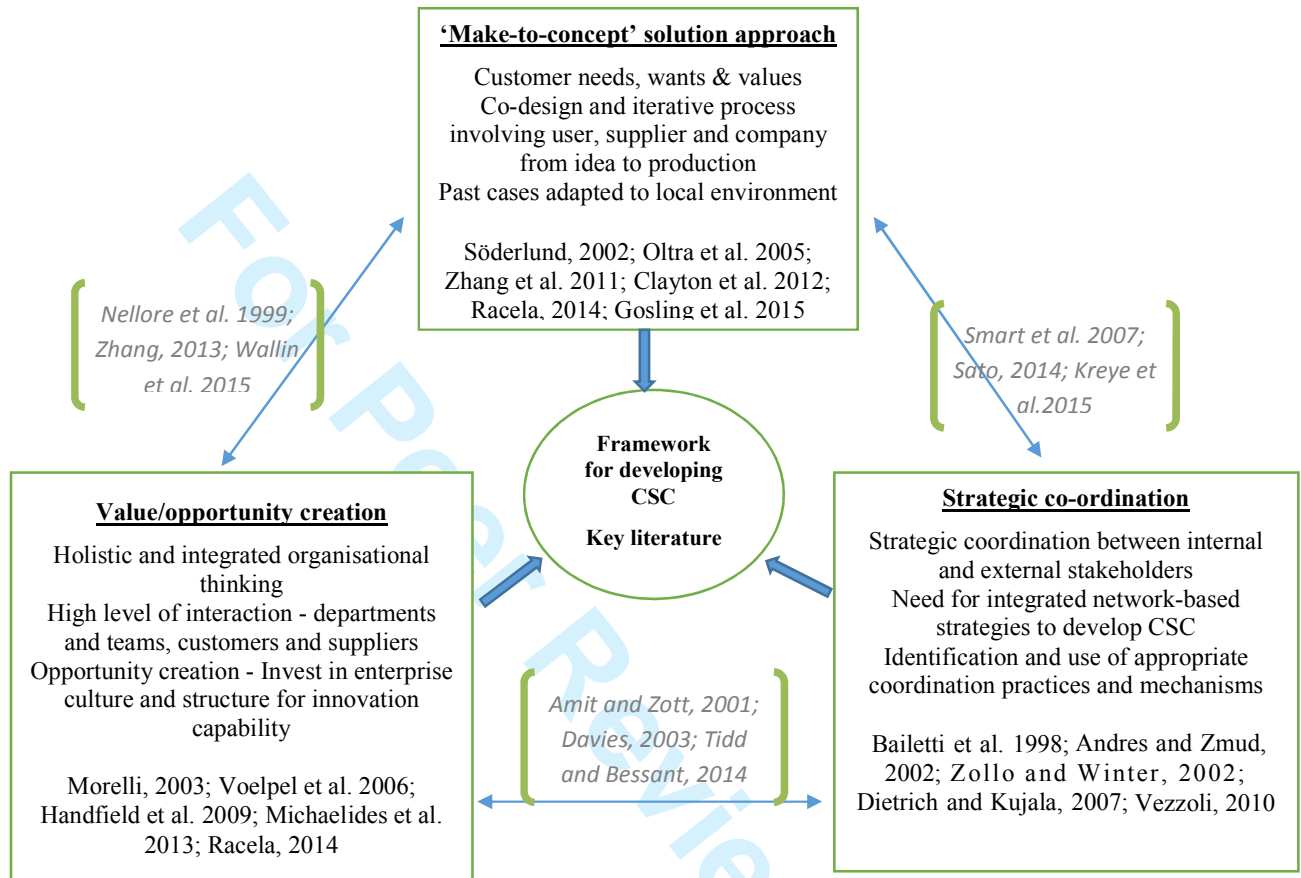 ‘Make-to-concept’ solution approach
Customer needs, wants & values
Co-design and iterative process
involving user, supplier and company
from idea to production
Past cases adapted to local environment
Söderlund, 2002; Oltra et al. 2005;
Zhang et al. 2011; Clayton et al. 2012;
Racela, 2014; Gosling et al. 2015
Nellore et al. 1999;
Zhang, 2013; Wallin
et al. 2015
Smart et al. 2007;
Sato, 2014; Kreye et
al.2015
Framework
for developing
CSC
Key literature
Value/opportunity creation
Holistic and integrated organisational
thinking
High level of interaction - departments
and teams, customers and suppliers
Opportunity creation - Invest in enterprise
culture and structure for innovation
capability
Morelli, 2003; Voelpel et al. 2006;
Handfield et al. 2009; Michaelides et al.
2013; Racela, 2014
Amit and Zott, 2001;
Davies, 2003; Tidd
and Bessant, 2014
Strategic co-ordination
Strategic coordination between internal
and external stakeholders
Need for integrated network-based
strategies to develop CSC
Identification and use of appropriate
coordination practices and mechanisms
Bailetti et al. 1998; Andres and Zmud,
2002; Zollo and Winter, 2002;
Dietrich and Kujala, 2007; Vezzoli, 2010
For Peer Review